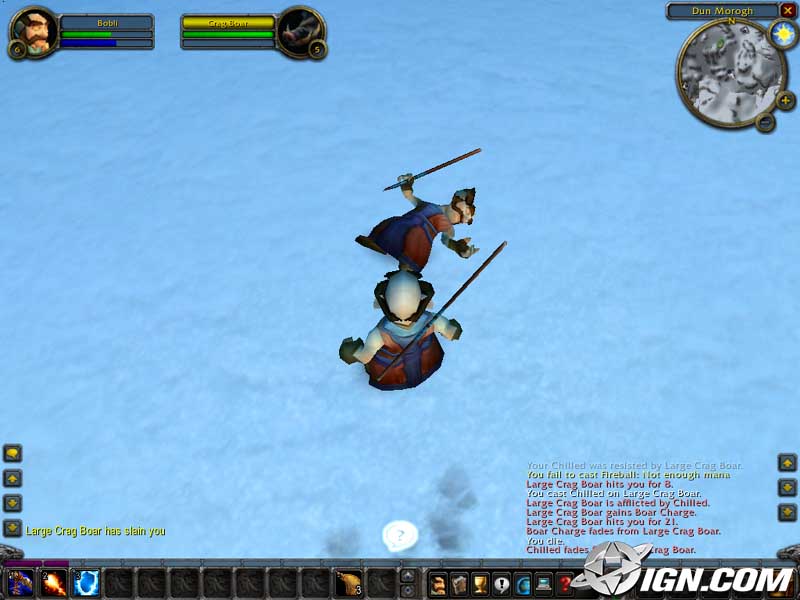 Bobli
Crag Boar
6
5
Dun Morogh
N
Your Chilled was resisted by Large Crag Boar.
You fail to cast Fireball: Not enough mana
Large Crag Boar hits you for 8.
You cast Chilled on Large Crag Boar.
Large Crag Boar is afflicted by Chilled.
Large Crag Boar gains Boar Charge.
Large Crag Boar hits you for 21.
Boar Charge fades from Large Crag Boar.
You die.
Chilled fades Crag Boar.
Large Crag Boar has slain you
?
3
IGN.COM